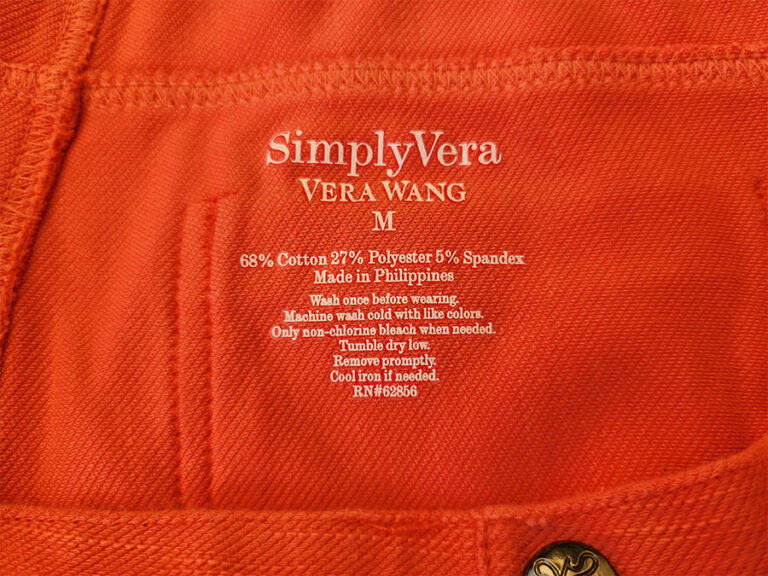 SimplyVera
VERA WANG
M
68% Cotton 27% Polyester 5% Spandex
Made in Philippines
Wash once before wearing.
Machine wash cold with like colors.
Only non-chlorine bleach when needed.
Tumble dry low.
Remove promptly.
Cool iron if needed.
RN#62856